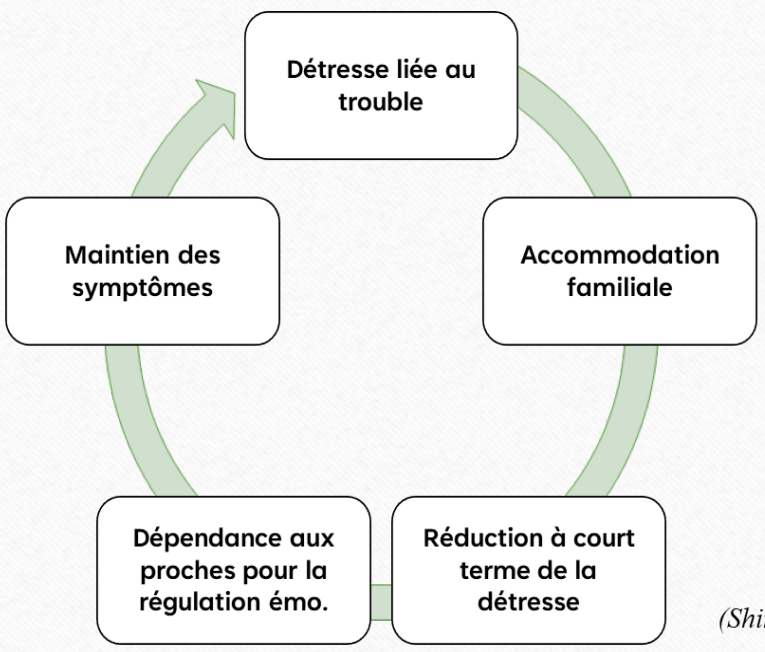 Détresse liée au
trouble
Accommodation
familiale
Réduction à court
terme de la
détresse
Dépendance aux
proches pour la
régulation émo.
Maintien des
symptômes